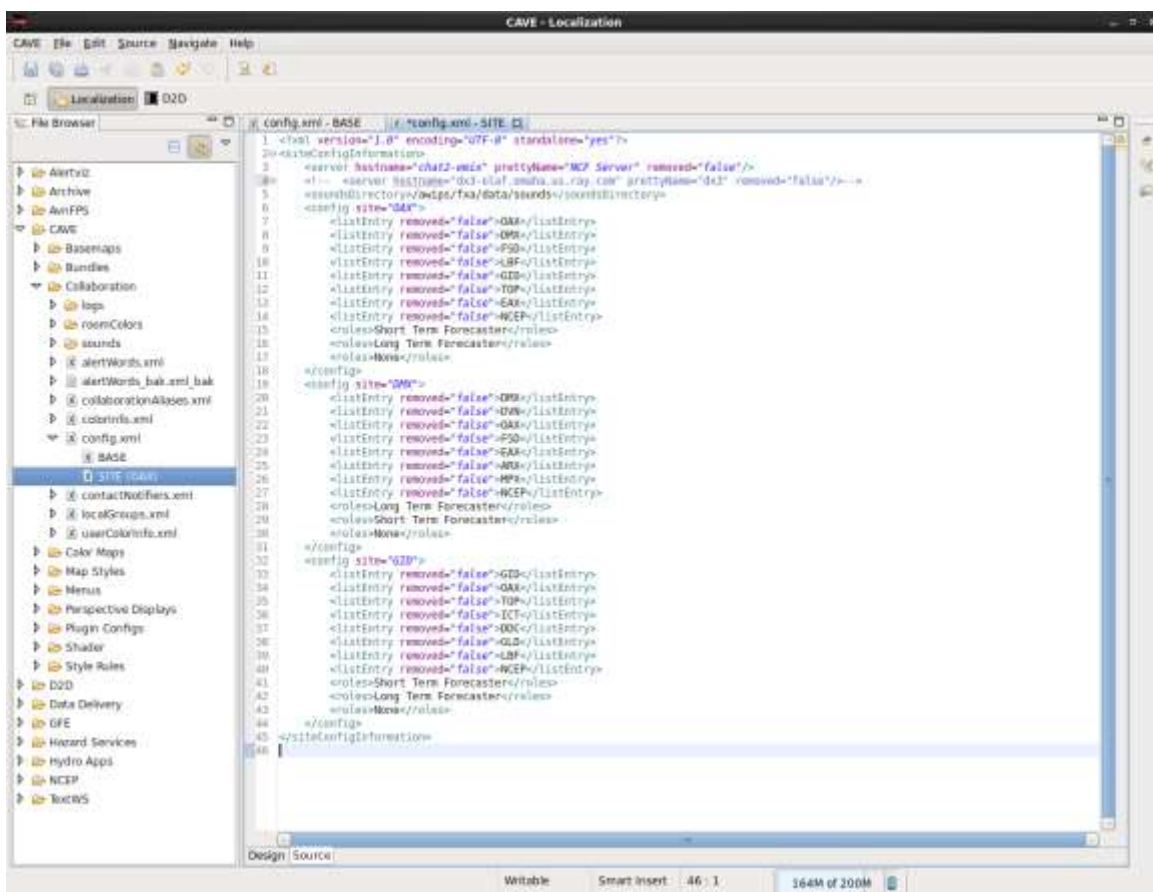 CAVE - Localization
CAVE File Edit Source Navigate Help
Localization D2D
File Browser
Alertviz
Archive
AvnFPS
CAVE
Basemaps
Bundles
Collaboration
logs
roomColors
sounds
alertWords.xml
alertWords_bak.xml_bak
collaborationAliases.xml
colorInfo.xml
config.xml
BASE
SITE (OAX)
contactNotifiers.xml
localGroups.xml
userColorInfo.xml
Color Maps
Map Styles
Menus
Perspective Displays
Plugin Configs
Shader
Style Rules
D2D
Data Delivery
GFE
Hazard Services
Hydro Apps
NCEP
TextWS
config.xml - BASE *config.xml - SITE
1 <?xml version="1.0" encoding="UTF-8" standalone="yes"?>
2 <siteConfigInformation>
3 <server hostname="chat2-omix" prettyName="NCF Server" removed="false"/>
4 <!-- <server hostname="dx3-olaf.omaha.us.ray.com" prettyName="dx3" removed="false"/>-->
5 <soundsDirectory>/awips/fxa/data/sounds</soundsDirectory>
6 <config site="OAX">
7 <listEntry removed="false">OAX</listEntry>
8 <listEntry removed="false">DMX</listEntry>
9 <listEntry removed="false">FSD</listEntry>
10 <listEntry removed="false">LBF</listEntry>
11 <listEntry removed="false">GID</listEntry>
12 <listEntry removed="false">TOP</listEntry>
13 <listEntry removed="false">EAX</listEntry>
14 <listEntry removed="false">NCEP</listEntry>
15 <roles>Short Term Forecaster</roles>
16 <roles>Long Term Forecaster</roles>
17 <roles>None</roles>
18 </config>
19 <config site="DMX">
20 <listEntry removed="false">DMX</listEntry>
21 <listEntry removed="false">DVN</listEntry>
22 <listEntry removed="false">OAX</listEntry>
23 <listEntry removed="false">FSD</listEntry>
24 <listEntry removed="false">EAX</listEntry>
25 <listEntry removed="false">ARX</listEntry>
26 <listEntry removed="false">MPX</listEntry>
27 <listEntry removed="false">NCEP</listEntry>
28 <roles>Long Term Forecaster</roles>
29 <roles>Short Term Forecaster</roles>
30 <roles>None</roles>
31 </config>
32 <config site="GID">
33 <listEntry removed="false">GID</listEntry>
34 <listEntry removed="false">OAX</listEntry>
35 <listEntry removed="false">TOP</listEntry>
36 <listEntry removed="false">ICT</listEntry>
37 <listEntry removed="false">DDC</listEntry>
38 <listEntry removed="false">GLD</listEntry>
39 <listEntry removed="false">LBF</listEntry>
40 <listEntry removed="false">NCEP</listEntry>
41 <roles>Short Term Forecaster</roles>
42 <roles>Long Term Forecaster</roles>
43 <roles>None</roles>
44 </config>
45 </siteConfigInformation>
46
Design Source
Writable Smart Insert 46 : 1 164M of 200M